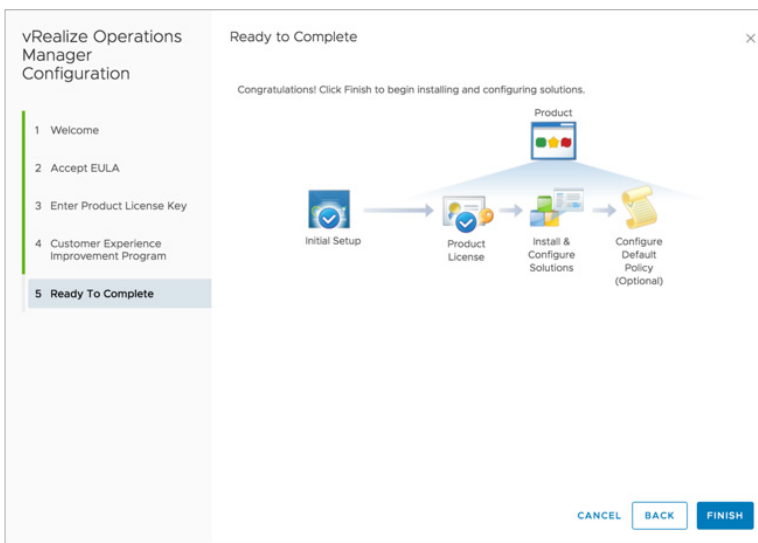 vRealize Operations
Manager
Configuration
1 Welcome
2 Accept EULA
3 Enter Product License Key
4 Customer Experience
Improvement Program
5 Ready To Complete
Ready to Complete
Congratulations! Click Finish to begin installing and configuring solutions.
Product
Initial Setup
Product
License
Install &
Configure
Solutions
Configure
Default
Policy
(Optional)
CANCEL
BACK
FINISH